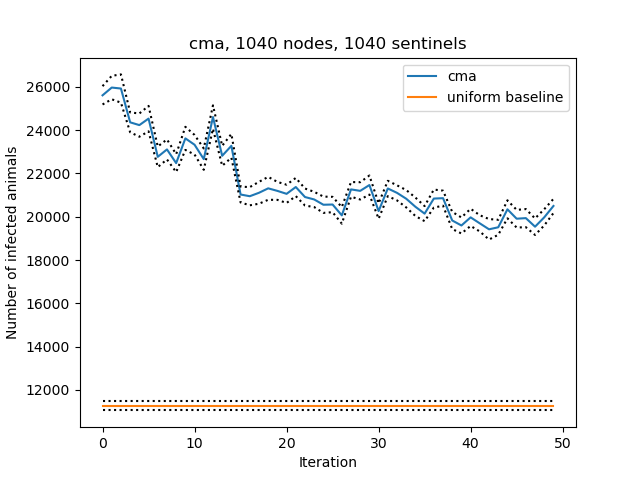 cma, 1040 nodes, 1040 sentinels
cma
uniform baseline
Number of infected animals
26000
24000
22000
20000
18000
16000
14000
12000
0 10 20 30 40 50
Iteration